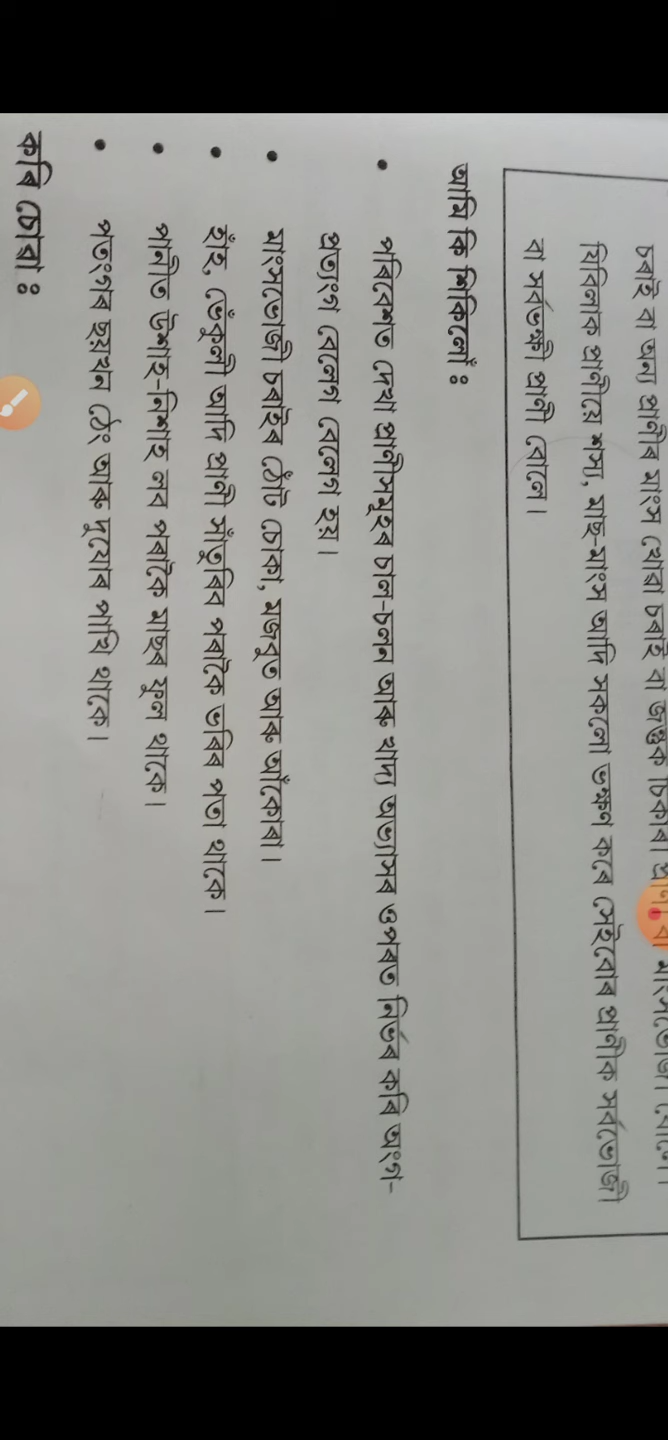 চৰাই বা অন্য প্ৰাণীৰ মাংস খোৱা চৰাই বা জন্তুক চিকাৰী বা মাংসভোজী বোলে।
যিবিলাক প্ৰাণীয়ে শস্য, মাছ-মাংস আদি সকলো ভক্ষণ কৰে সেইবোৰ প্ৰাণীক সৰ্বভোজী
বা সৰ্বভক্ষী প্ৰাণী বোলে।
আমি কি শিকিলোঁ :
• পৰিবেশত দেখা প্ৰাণীসমূহৰ চাল-চলন আৰু খাদ্য অভ্যাসৰ ওপৰত নিৰ্ভৰ কৰি অংগ-
প্ৰত্যংগ বেলেগ বেলেগ হয়।
• মাংসভোজী চৰাইৰ ঠোঁট চোকা, মজবুত আৰু আঁকোৰা।
• হাঁহ, ভেঁকুলী আদি প্ৰাণী সাঁতুৰিব পৰাকৈ ভৰিৰ পতা থাকে।
• পানীত উশাহ-নিশাহ লব পৰাকৈ মাছৰ ফুল থাকে।
• পতংগৰ ছয়খন ঠেং আৰু দুযোৰ পাখি থাকে।
কৰি চোৱা :